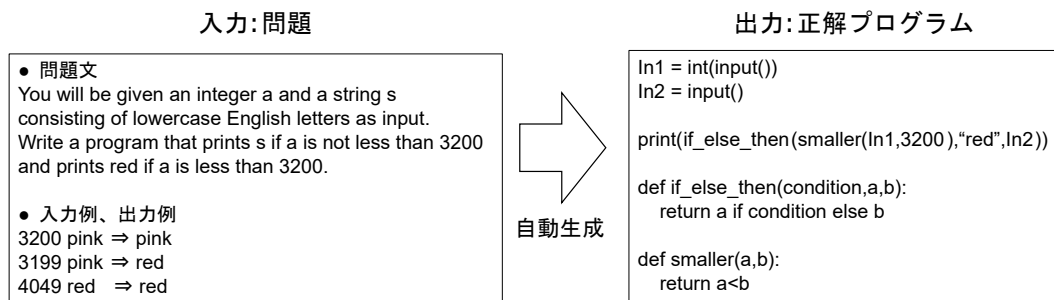 入力:問題
● 問題文
You will be given an integer a and a string s
consisting of lowercase English letters as input.
Write a program that prints s if a is not less than 3200
and prints red if a is less than 3200.
● 入力例、出力例
3200 pink ⇒ pink
3199 pink ⇒ red
4049 red ⇒ red
自動生成
出力:正解プログラム
In1 = int(input())
In2 = input()
print(if_else_then(smaller(In1,3200),“red”,In2))
def if_else_then(condition,a,b):
return a if condition else b
def smaller(a,b):
return a<b